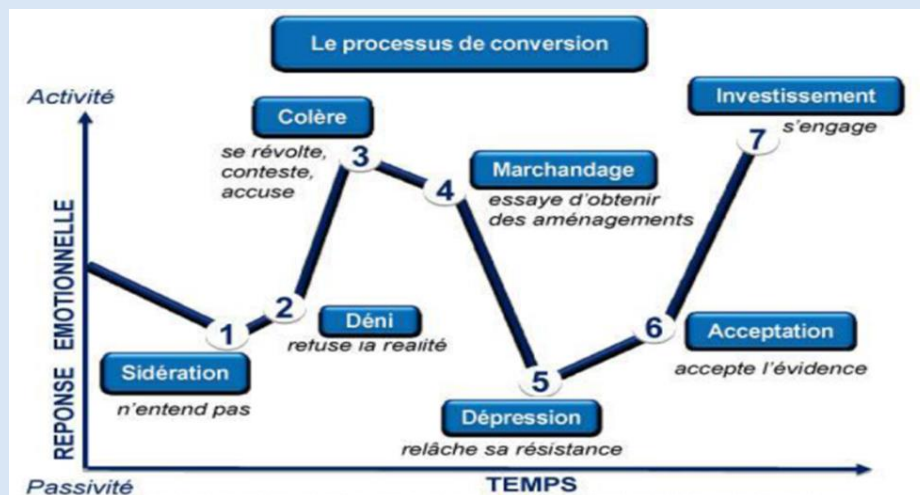 Le processus de conversion
Activité
Investissement
s'engage
Colère
se révolte,
conteste,
accuse
3
7
Marchandage
essaye d'obtenir
des aménagements
4
REPONSE EMOTIONNELLE
1
2
Déni
refuse la réalité
6
Acceptation
accepte l'évidence
Sidération
n'entend pas
5
Dépression
relâche sa résistance
Passivité
TEMPS